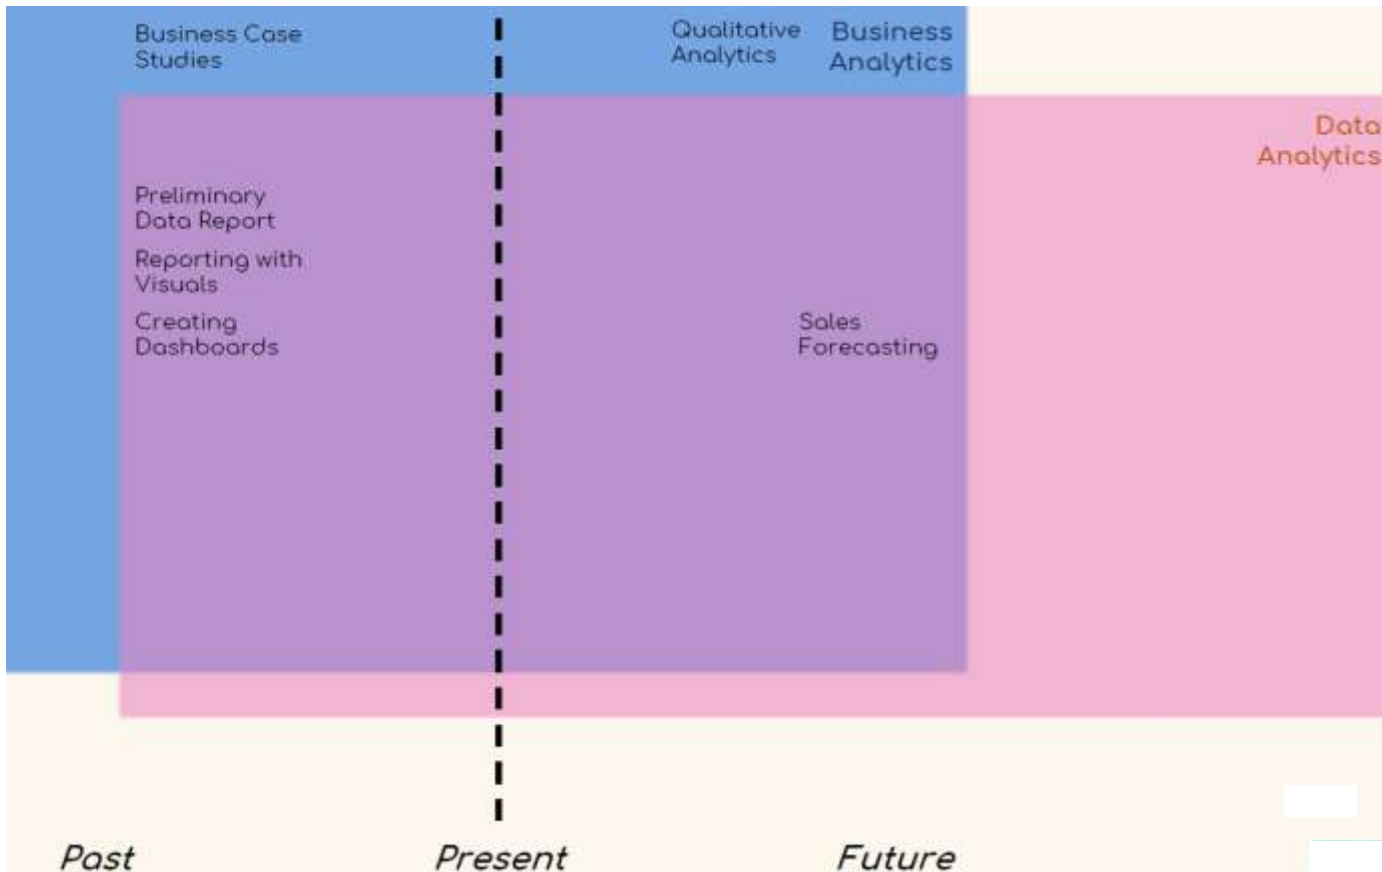 Business Case
Studies
Qualitative
Analytics
Business
Analytics
Data
Analytics
Preliminary
Data Report
Reporting with
Visuals
Creating
Dashboards
Sales
Forecasting
Past
Present
Future